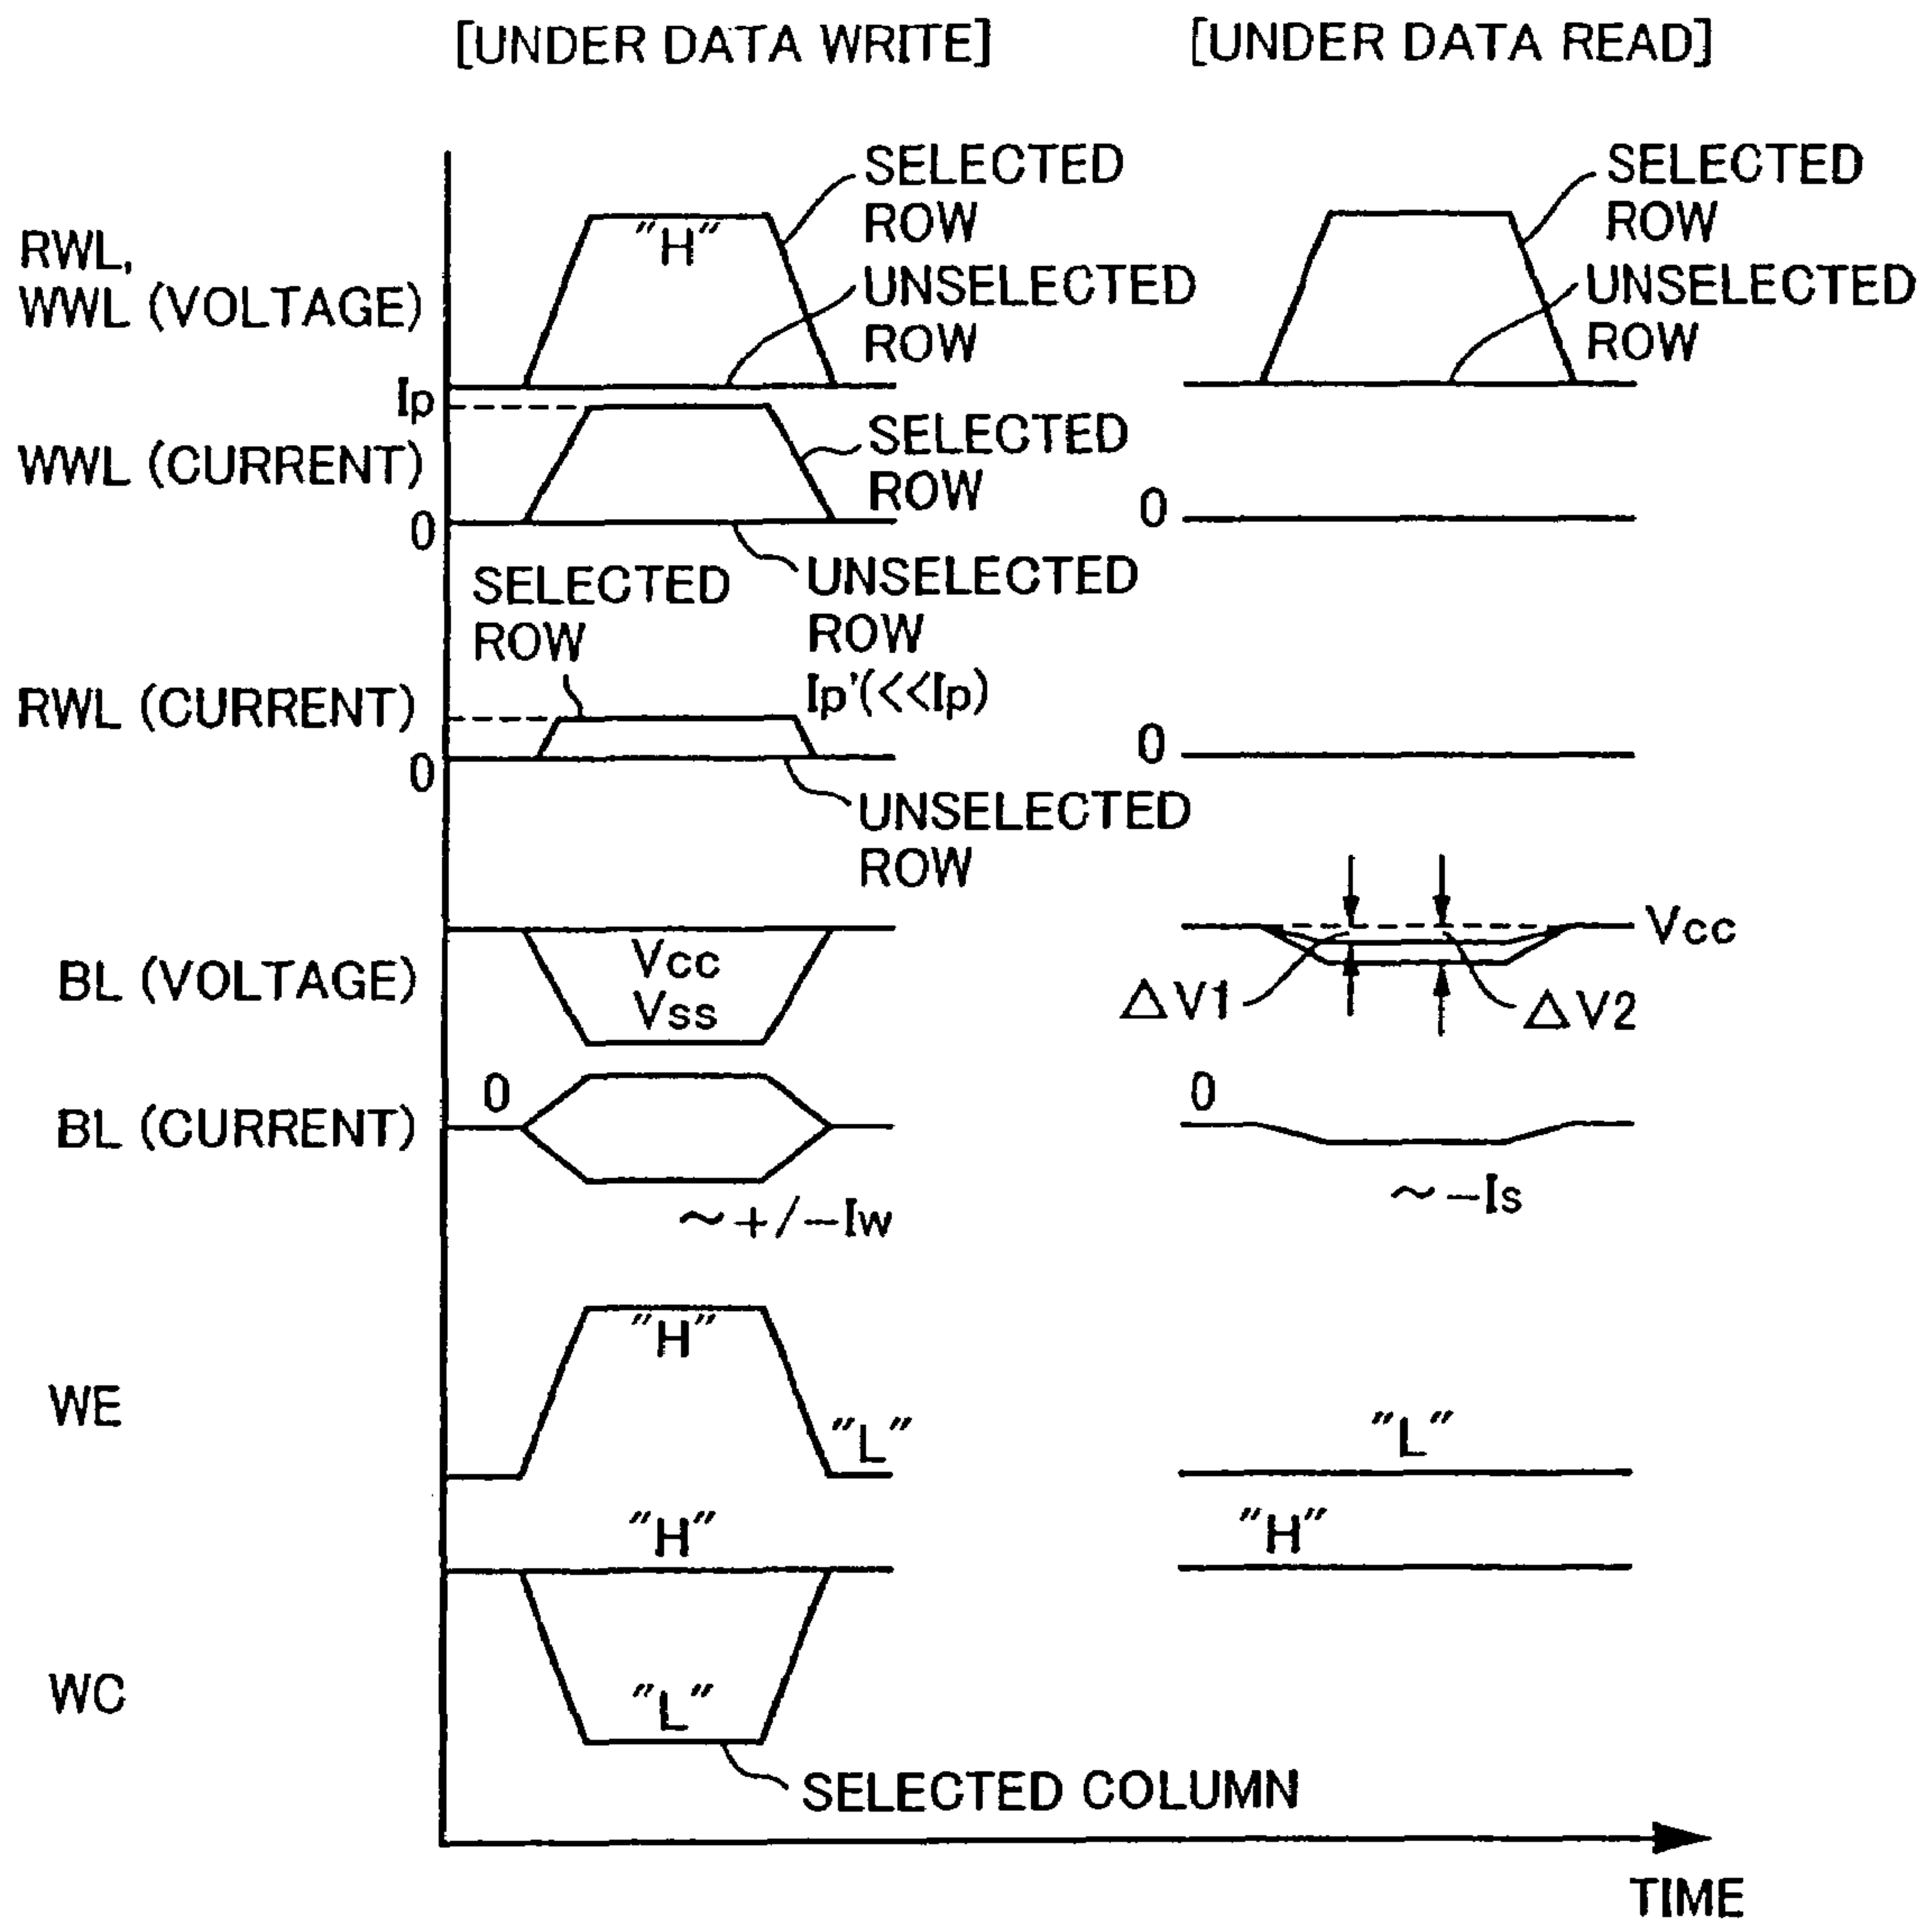 [UNDER DATA WRITE]
[UNDER DATA READ]
RWL,
WWL (VOLTAGE)
"H"
SELECTED
ROW
UNSELECTED
ROW
SELECTED
ROW
UNSELECTED
ROW
Ip
WWL (CURRENT)
0
SELECTED
ROW
UNSELECTED
ROW
0
RWL (CURRENT)
0
SELECTED
ROW
Ip'(<<Ip)
UNSELECTED
ROW
0
BL (VOLTAGE)
Vcc
Vss
Vcc
△V1
△V2
BL (CURRENT)
0
~+/-Iw
0
~-Is
WE
"H"
"L"
"L"
WC
"H"
"L"
SELECTED COLUMN
"H"
TIME